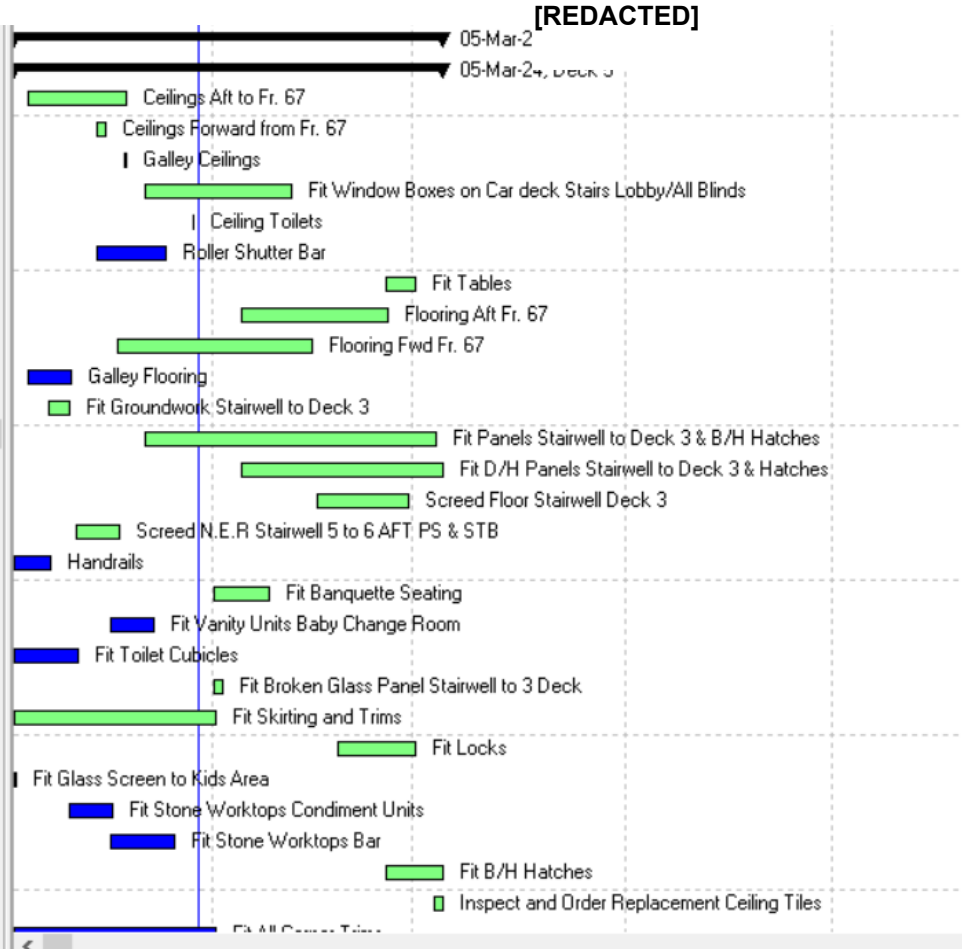 [REDACTED]
05-Mar-2
05-Mar-24, Deck 5
Ceilings Aft to Fr. 67
Ceilings Forward from Fr. 67
Galley Ceilings
Fit Window Boxes on Car deck Stairs Lobby/All Blinds
Ceiling Toilets
Roller Shutter Bar
Fit Tables
Flooring Aft Fr. 67
Flooring Fwd Fr. 67
Galley Flooring
Fit Groundwork Stairwell to Deck 3
Fit Panels Stairwell to Deck 3 & B/H Hatches
Fit D/H Panels Stairwell to Deck 3 & Hatches
Screed Floor Stairwell Deck 3
Screed N.E.R Stairwell 5 to 6 AFT PS & STB
Handrails
Fit Banquette Seating
Fit Vanity Units Baby Change Room
Fit Toilet Cubicles
Fit Broken Glass Panel Stairwell to 3 Deck
Fit Skirting and Trims
Fit Locks
Fit Glass Screen to Kids Area
Fit Stone Worktops Condiment Units
Fit Stone Worktops Bar
Fit B/H Hatches
Inspect and Order Replacement Ceiling Tiles
Fit All Corner Trims